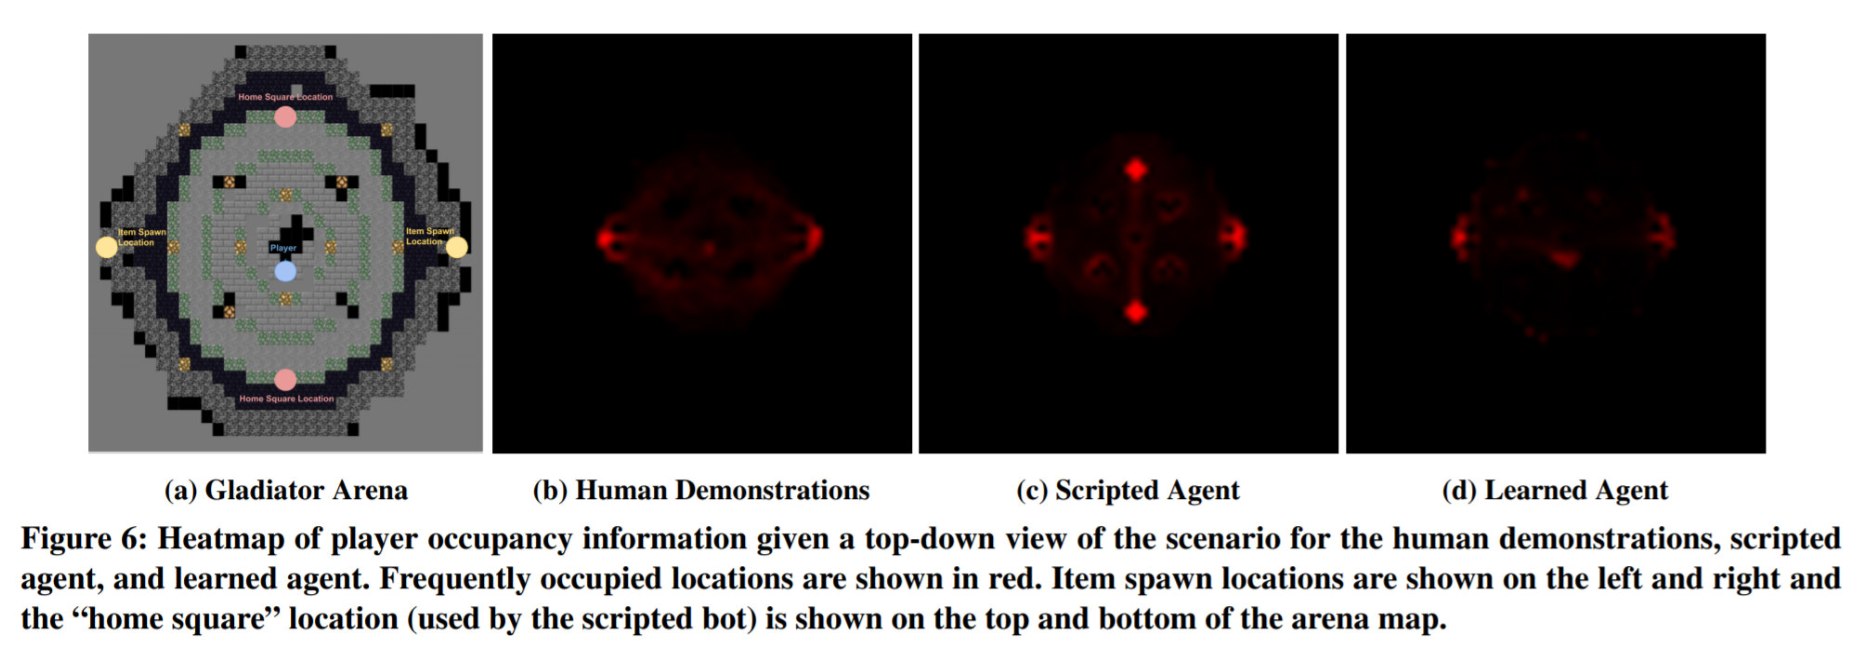 Home Square Location
Item Spawn
Location
Item Spawn
Location
Player
Home Square Location
(a) Gladiator Arena
(b) Human Demonstrations
(c) Scripted Agent
(d) Learned Agent
Figure 6: Heatmap of player occupancy information given a top-down view of the scenario for the human demonstrations, scripted
agent, and learned agent. Frequently occupied locations are shown in red. Item spawn locations are shown on the left and right and
the “home square” location (used by the scripted bot) is shown on the top and bottom of the arena map.